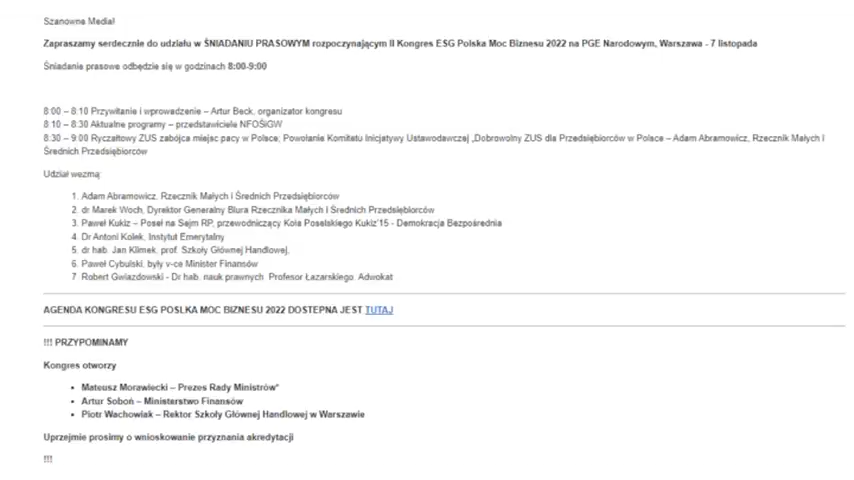 Szanowne Media!
Zapraszamy serdecznie do udziału w ŚNIADANIU PRASOWYM rozpoczynającym II Kongres ESG Polska Moc Biznesu 2022 na PGE Narodowym, Warszawa - 7 listopada
Śniadanie prasowe odbędzie się w godzinach 8:00-9:00
8:00 – 8:10 Przywitanie i wprowadzenie – Artur Beck, organizator kongresu
8:10 – 8:30 Aktualne programy – przedstawiciele NFOŚiGW
8:30 – 9:00 Ryczałtowy ZUS zabójca miejsc pacy w Polsce; Powołanie Komitetu Inicjatywy Ustawodawczej „Dobrowolny ZUS dla Przedsiębiorców w Polsce – Adam Abramowicz, Rzecznik Małych i
Średnich Przedsiębiorców
Udział wezmą:
1. Adam Abramowicz, Rzecznik Małych i Średnich Przedsiębiorców
2. dr Marek Woch, Dyrektor Generalny Biura Rzecznika Małych i Średnich Przedsiębiorców
3. Paweł Kukiz – Poseł na Sejm RP, przewodniczący Koła Poselskiego Kukiz'15 - Demokracja Bezpośrednia
4. Dr Antoni Kolek, Instytut Emerytalny
5. dr hab. Jan Klimek, prof. Szkoły Głównej Handlowej,
6. Paweł Cybulski, były v-ce Minister Finansów
7. Robert Gwiazdowski - Dr hab. nauk prawnych. Profesor Łazarskiego. Adwokat
AGENDA KONGRESU ESG POSLKA MOC BIZNESU 2022 DOSTEPNA JEST TUTAJ
!!! PRZYPOMINAMY
Kongres otworzy
• Mateusz Morawiecki – Prezes Rady Ministrów*
• Artur Soboń – Ministerstwo Finansów
• Piotr Wachowiak – Rektor Szkoły Głównej Handlowej w Warszawie
Uprzejmie prosimy o wnioskowanie przyznania akredytacji
!!!